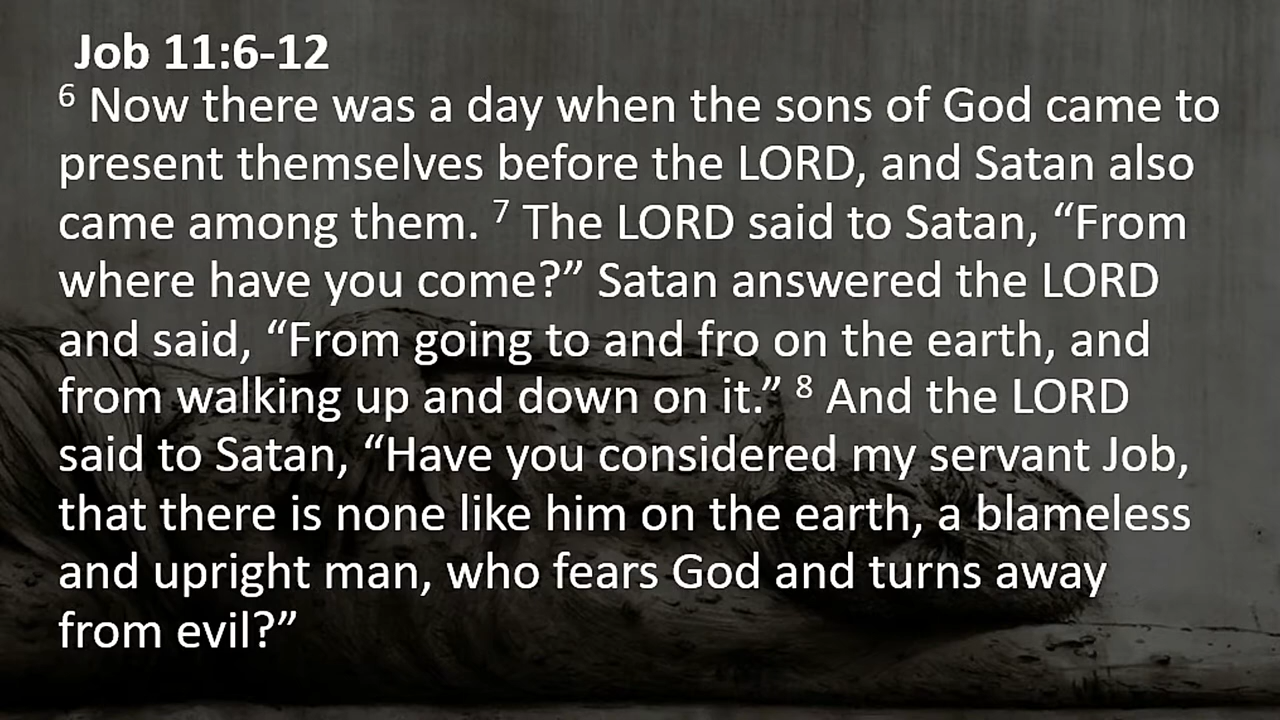 Job 11:6-12
6 Now there was a day when the sons of God came to
present themselves before the LORD, and Satan also
came among them. 7 The LORD said to Satan, “From
where have you come?” Satan answered the LORD
and said, “From going to and fro on the earth, and
from walking up and down on it.” 8 And the LORD
said to Satan, “Have you considered my servant Job,
that there is none like him on the earth, a blameless
and upright man, who fears God and turns away
from evil?”